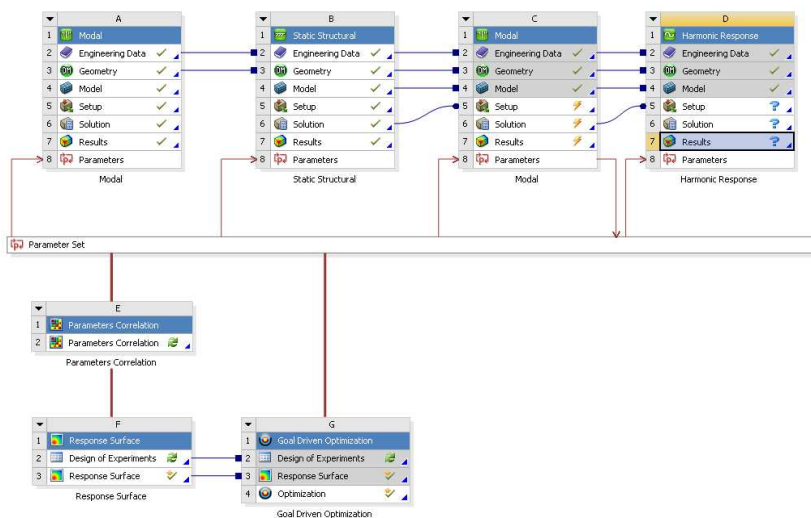 A
1 Modal
2 Engineering Data
3 Geometry
4 Model
5 Setup
6 Solution
7 Results
8 Parameters
Modal
B
1 Static Structural
2 Engineering Data
3 Geometry
4 Model
5 Setup
6 Solution
7 Results
8 Parameters
Static Structural
C
1 Modal
2 Engineering Data
3 Geometry
4 Model
5 Setup
6 Solution
7 Results
8 Parameters
Modal
D
1 Harmonic Response
2 Engineering Data
3 Geometry
4 Model
5 Setup ?
6 Solution ?
7 Results ?
8 Parameters
Harmonic Response
Parameter Set
E
1 Parameters Correlation
2 Parameters Correlation
Parameters Correlation
F
1 Response Surface
2 Design of Experiments
3 Response Surface
Response Surface
G
1 Goal Driven Optimization
2 Design of Experiments
3 Response Surface
4 Optimization
Goal Driven Optimization